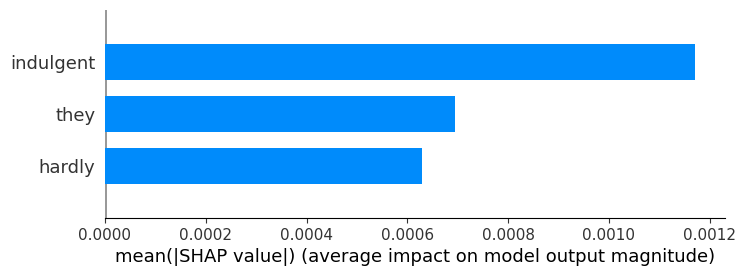 indulgent
they
hardly
0.0000 0.0002 0.0004 0.0006 0.0008 0.0010 0.0012
mean(|SHAP value|) (average impact on model output magnitude)